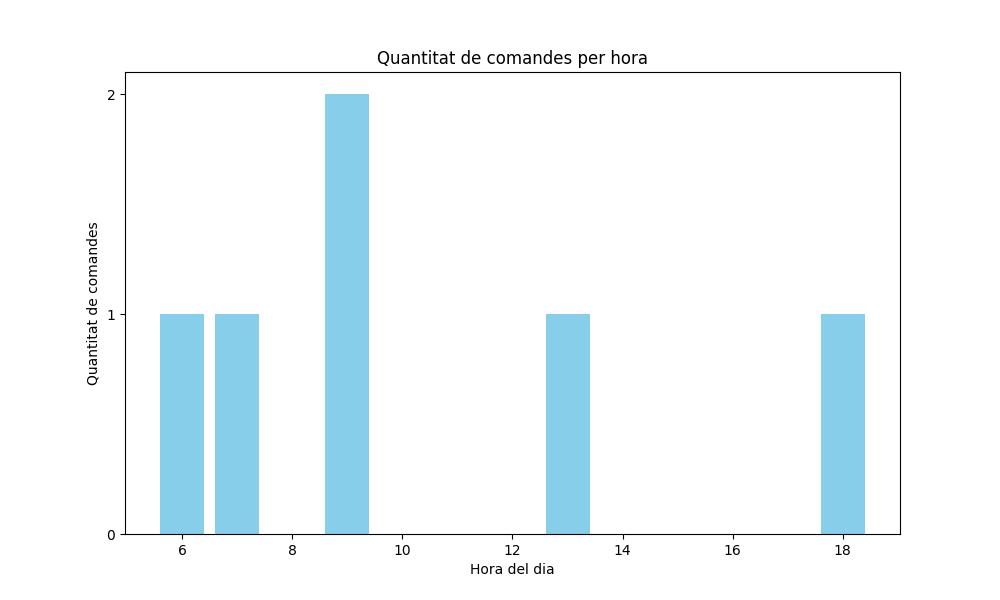 Quantitat de comandes per hora
Quantitat de comandes
2
1
0
6 8 10 12 14 16 18
Hora del dia